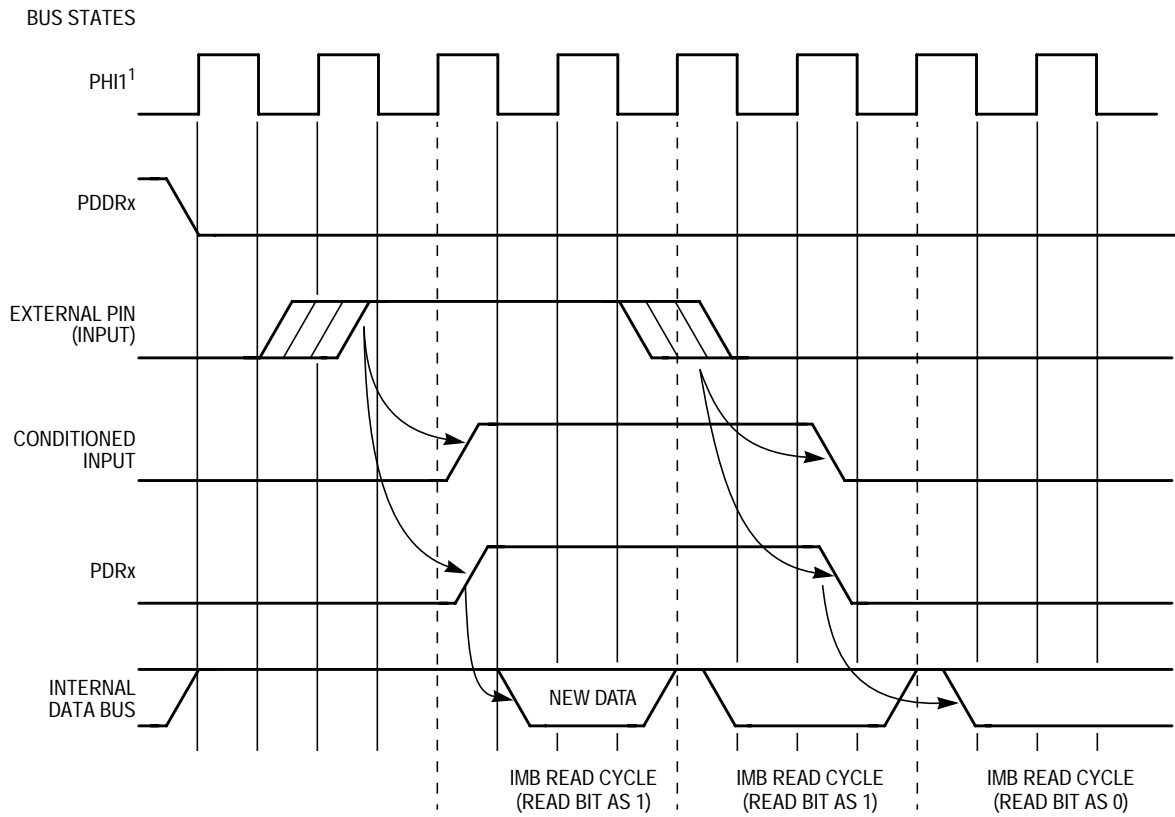 BUS STATES
PHI1¹
PDDRx
EXTERNAL PIN
(INPUT)
CONDITIONED
INPUT
PDRx
INTERNAL
DATA BUS
NEW DATA
IMB READ CYCLE
(READ BIT AS 1)
IMB READ CYCLE
(READ BIT AS 1)
IMB READ CYCLE
(READ BIT AS 0)